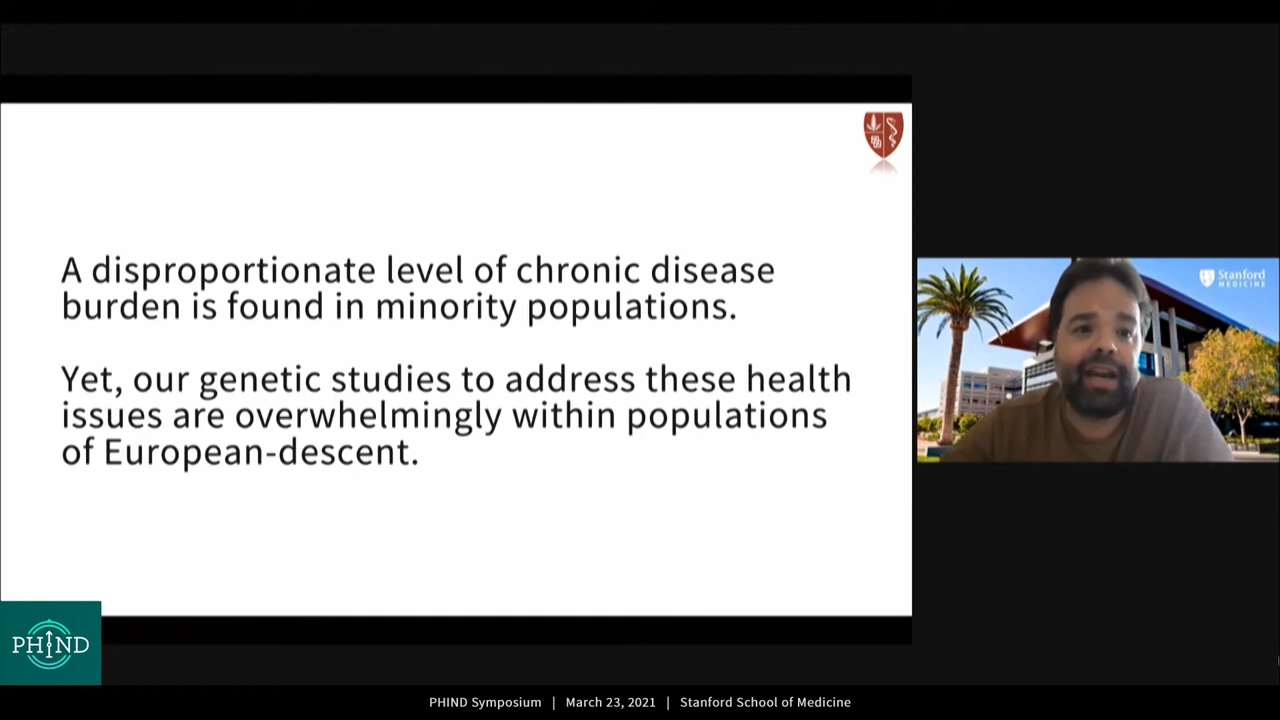 A disproportionate level of chronic disease
burden is found in minority populations.
Yet, our genetic studies to address these health
issues are overwhelmingly within populations
of European-descent.
Stanford
MEDICINE
PHIND
PHIND Symposium | March 23, 2021 | Stanford School of Medicine